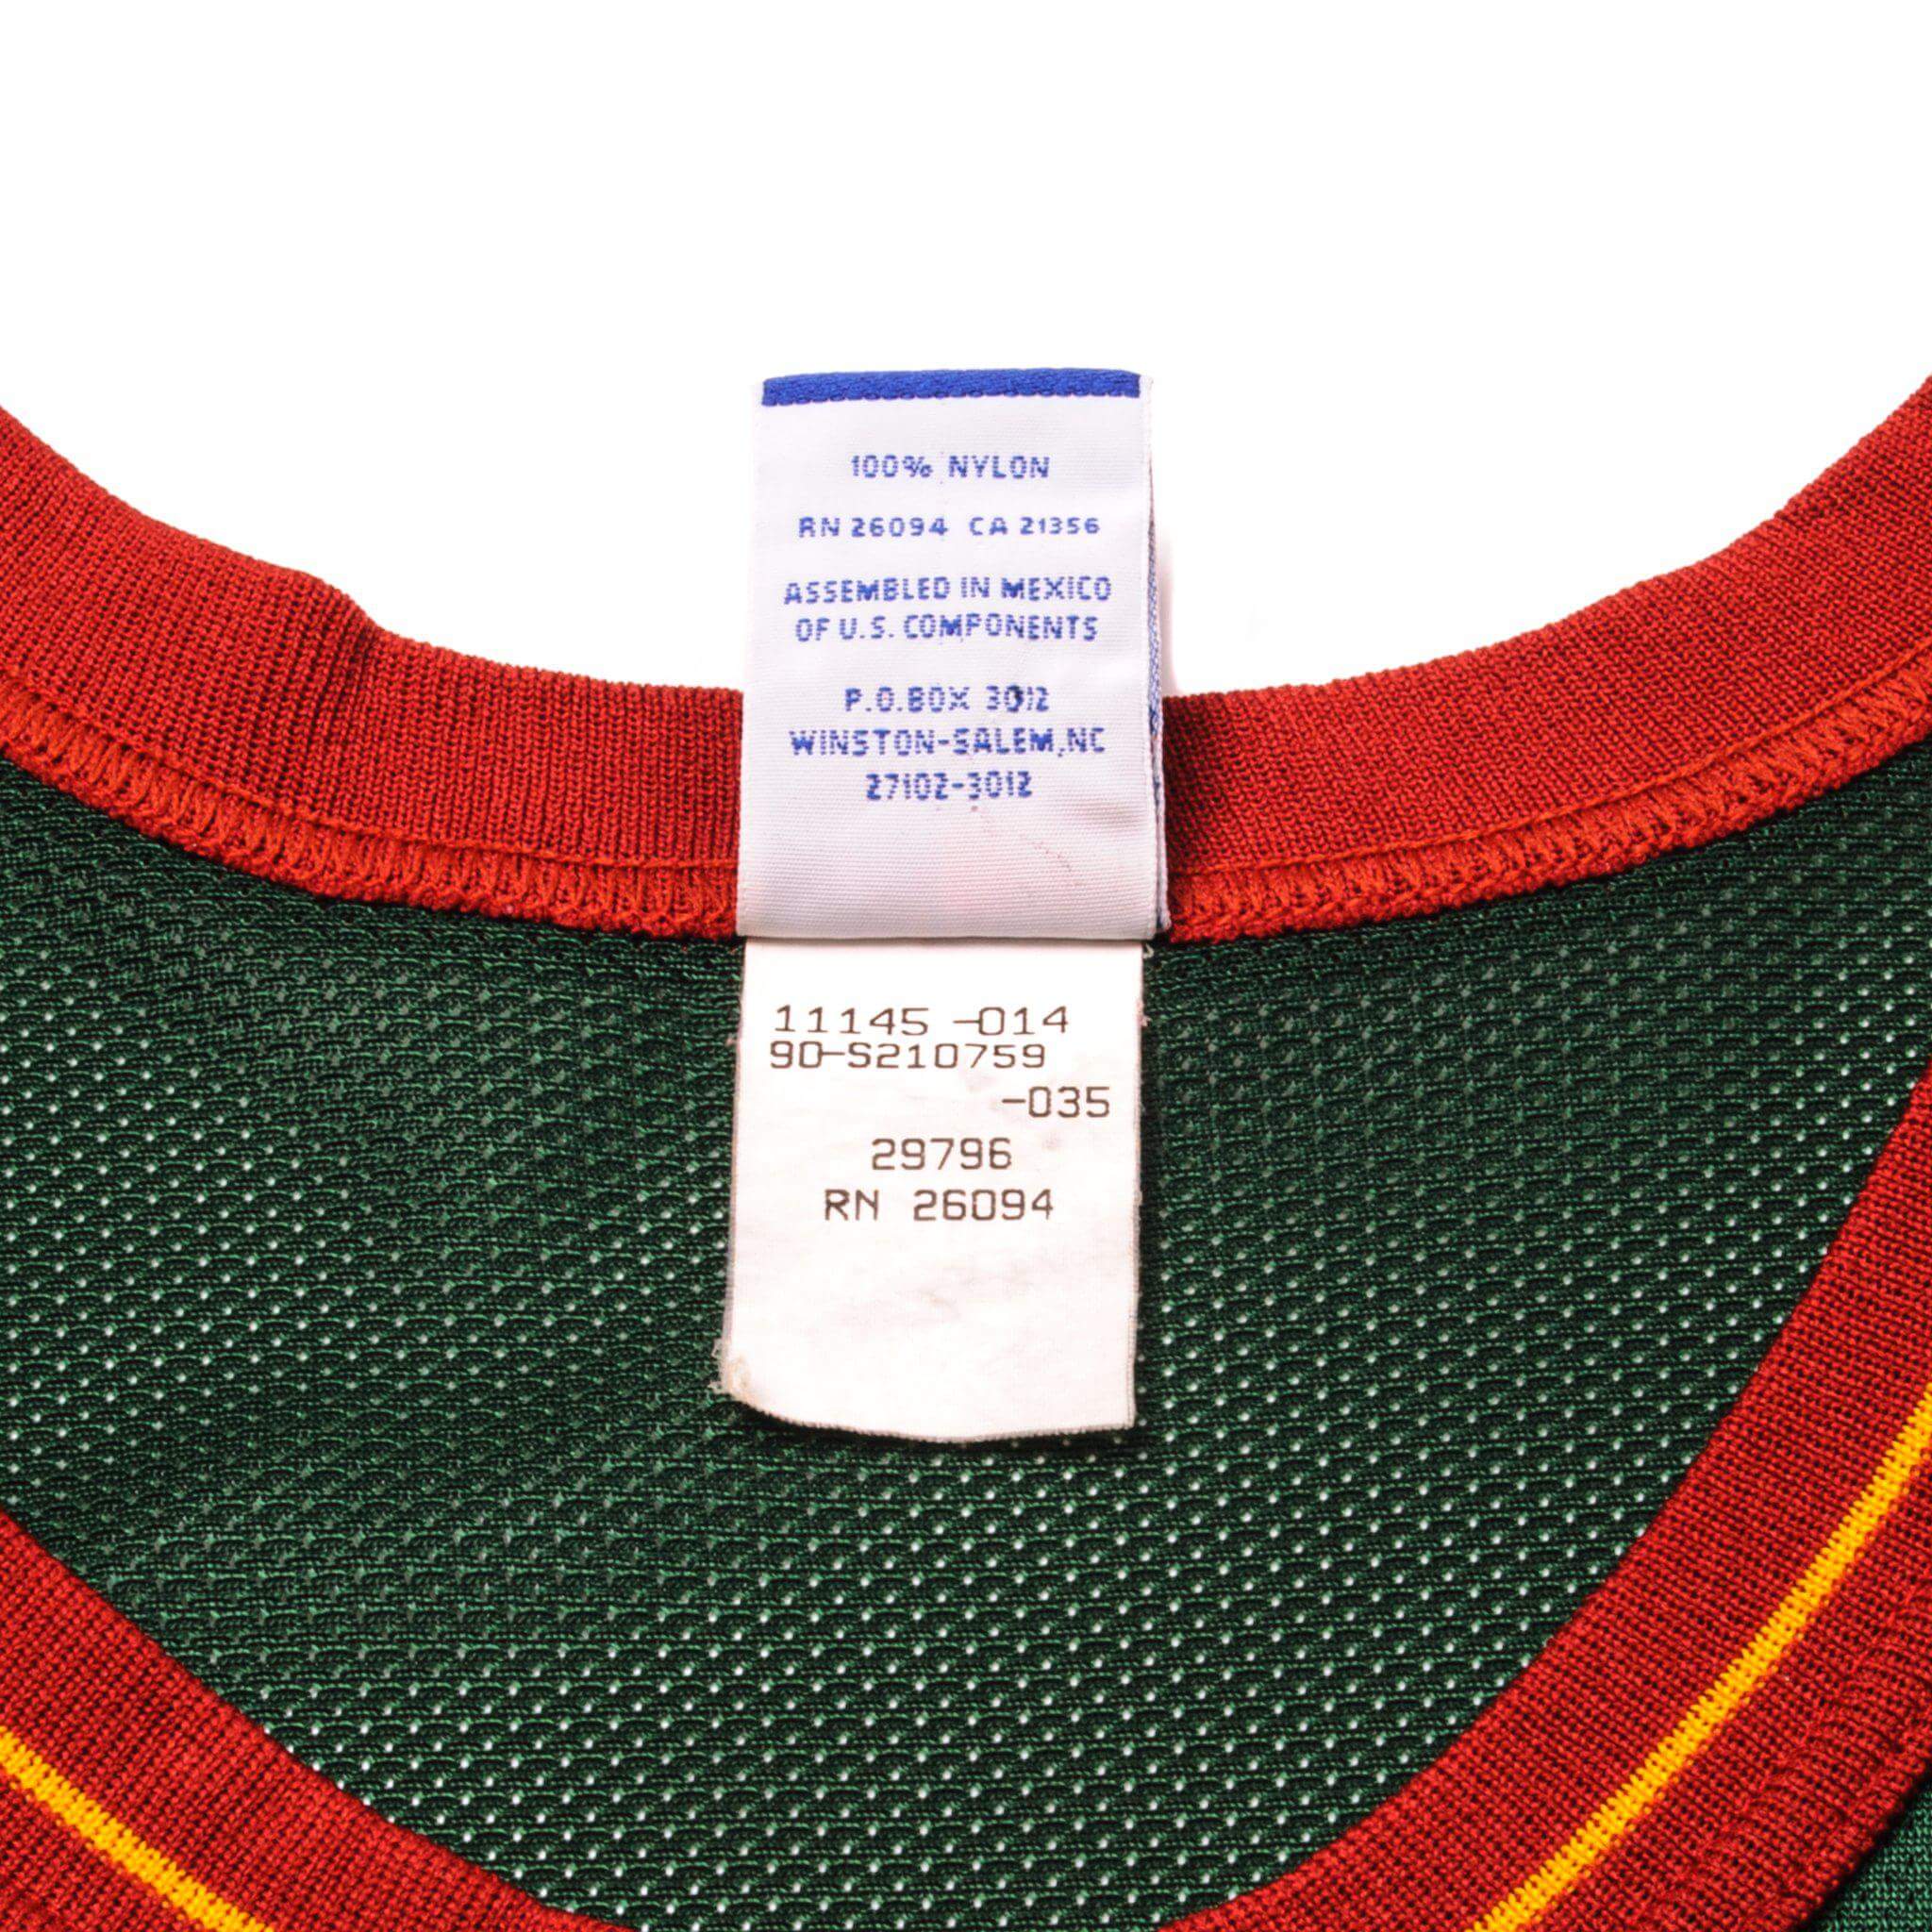 100% NYLON
RN 26094 CA 21356
ASSEMBLED IN MEXICO
OF U.S. COMPONENTS
P.O.BOX 3012
WINSTON-SALEM,NC
27102-3012
11145 -014
90-S210759
-035
29796
RN 26094